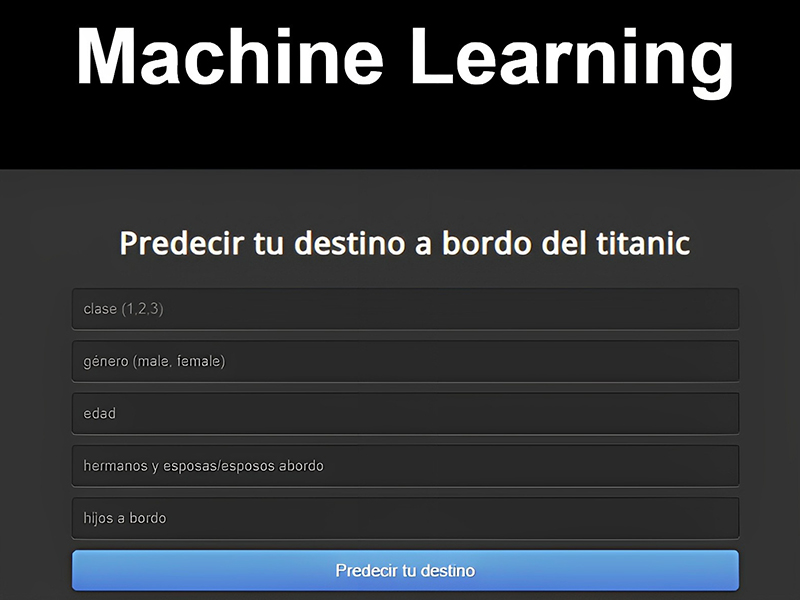 Machine Learning
Predecir tu destino a bordo del titanic
clase (1,2,3)
género (male, female)
edad
hermanos y esposas/esposos abordo
hijos a bordo
Predecir tu destino